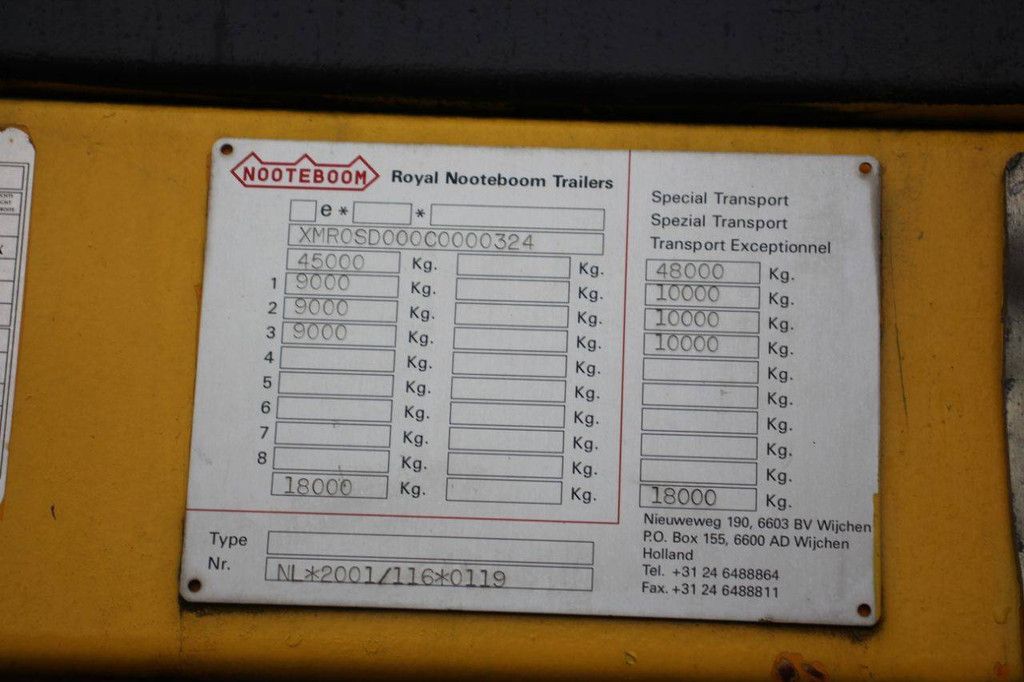 NOOTEBOOM Royal Nooteboom Trailers
e * *
XMR0SD000C0000324
45000 Kg. Kg.
1 9000 Kg. Kg.
2 9000 Kg. Kg.
3 9000 Kg. Kg.
4 Kg. Kg.
5 Kg. Kg.
6 Kg. Kg.
7 Kg. Kg.
8 Kg. Kg.
18000 Kg. Kg.
Type
Nr. NL*2001/116*0119
Special Transport
Spezial Transport
Transport Exceptionnel
48000 Kg.
10000 Kg.
10000 Kg.
10000 Kg.
Kg.
Kg.
Kg.
Kg.
Kg.
18000 Kg.
Nieuweweg 190, 6603 BV Wijchen
P.O. Box 155, 6600 AD Wijchen
Holland
Tel. +31 24 6488864
Fax. +31 24 6488811